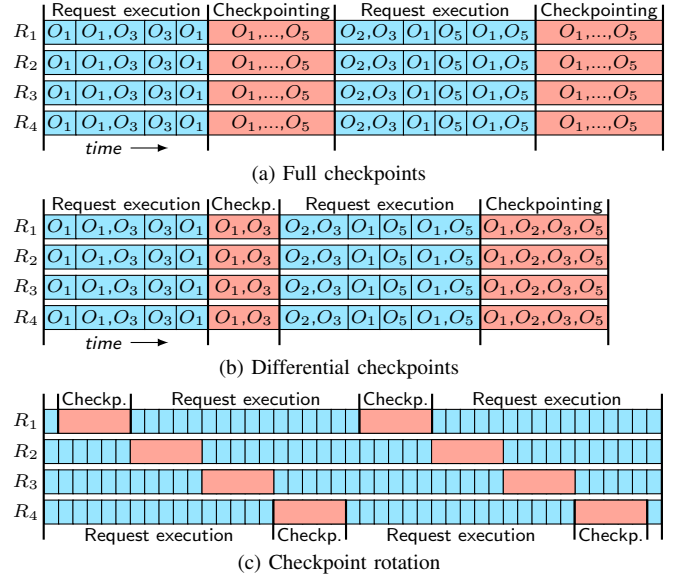 Request execution Checkpointing Request execution Checkpointing
R1 O1 O1,O3 O3 O1 O1,...,O5 O2,O3 O1 O5 O1,O5 O1,...,O5
R2 O1 O1,O3 O3 O1 O1,...,O5 O2,O3 O1 O5 O1,O5 O1,...,O5
R3 O1 O1,O3 O3 O1 O1,...,O5 O2,O3 O1 O5 O1,O5 O1,...,O5
R4 O1 O1,O3 O3 O1 O1,...,O5 O2,O3 O1 O5 O1,O5 O1,...,O5
time
(a) Full checkpoints
Request execution Checkp. Request execution Checkpointing
R1 O1 O1,O3 O3 O1 O1,O3 O2,O3 O1 O5 O1,O5 O1,O2,O3,O5
R2 O1 O1,O3 O3 O1 O1,O3 O2,O3 O1 O5 O1,O5 O1,O2,O3,O5
R3 O1 O1,O3 O3 O1 O1,O3 O2,O3 O1 O5 O1,O5 O1,O2,O3,O5
R4 O1 O1,O3 O3 O1 O1,O3 O2,O3 O1 O5 O1,O5 O1,O2,O3,O5
time
(b) Differential checkpoints
Checkp. Request execution Checkp. Request execution
R1
R2
R3
R4
Request execution Checkp. Request execution Checkp.
(c) Checkpoint rotation